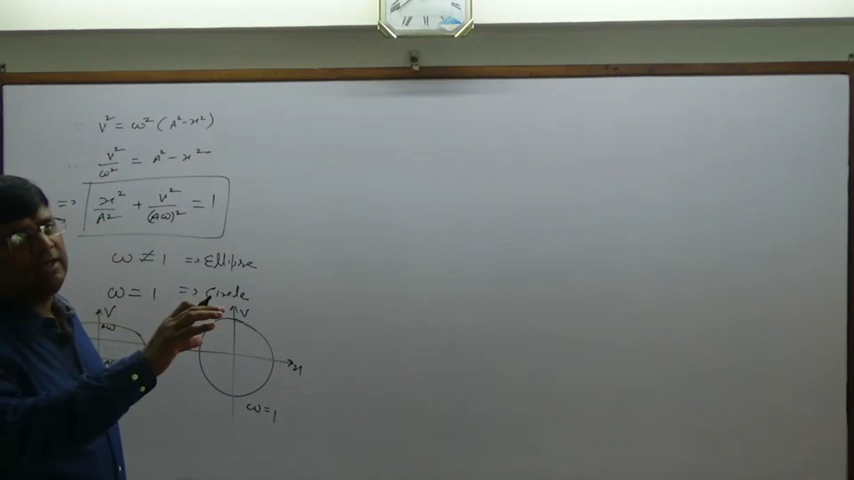 ∵ v² = ω² (A² - x²)
∴ v²/ω² = A² - x²
=> x²/A² + v²/(Aω)² = 1
ω ≠ 1 => Ellipse
ω = 1 => Circle
V
V
Aω
x
ω = 1